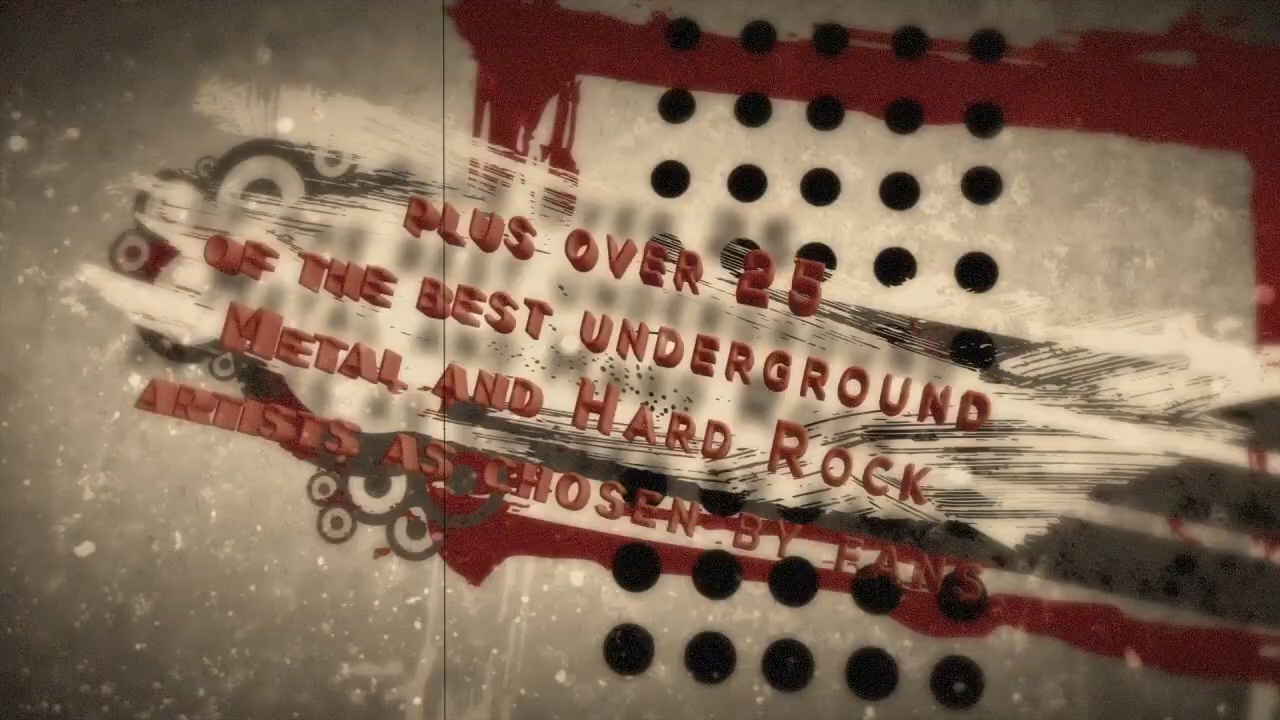 PLUS OVER 25
OF THE BEST UNDERGROUND
METAL AND HARD ROCK
ARTISTS AS CHOSEN BY FANS